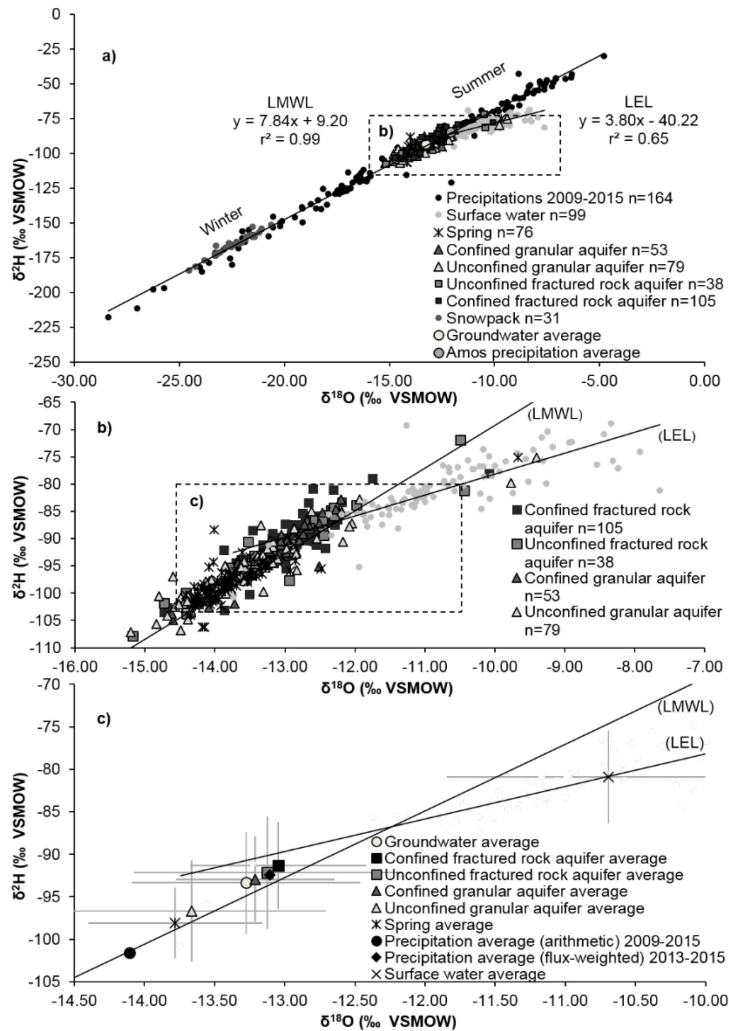 0
-25
-50
-75
-100
-125
-150
-175
-200
-225
-250
δ²H (‰ VSMOW)
a)
Summer
LMWL
y = 7.84x + 9.20
r² = 0.99
LEL
y = 3.80x - 40.22
r² = 0.65
b)
Winter
Precipitations 2009-2015 n=164
Surface water n=99
Spring n=76
Confined granular aquifer n=53
Unconfined granular aquifer n=79
Unconfined fractured rock aquifer n=38
Confined fractured rock aquifer n=105
Snowpack n=31
Groundwater average
Amos precipitation average
-30.00 -25.00 -20.00 -15.00 -10.00 -5.00 0.00
δ¹⁸O (‰ VSMOW)
-65
-70
-75
-80
-85
-90
-95
-100
-105
-110
δ²H (‰ VSMOW)
b)
(LMWL)
(LEL)
c)
Confined fractured rock
aquifer n=105
Unconfined fractured rock
aquifer n=38
Confined granular aquifer
n=53
Unconfined granular aquifer
n=79
-16.00 -15.00 -14.00 -13.00 -12.00 -11.00 -10.00 -9.00 -8.00 -7.00
δ¹⁸O (‰ VSMOW)
-70
-75
-80
-85
-90
-95
-100
-105
δ²H (‰ VSMOW)
c)
(LMWL)
(LEL)
Groundwater average
Confined fractured rock aquifer average
Unconfined fractured rock aquifer average
Confined granular aquifer average
Unconfined granular aquifer average
Spring average
Precipitation average (arithmetic) 2009-2015
Precipitation average (flux-weighted) 2013-2015
Surface water average
-14.50 -14.00 -13.50 -13.00 -12.50 -12.00 -11.50 -11.00 -10.50 -10.00
δ¹⁸O (‰ VSMOW)